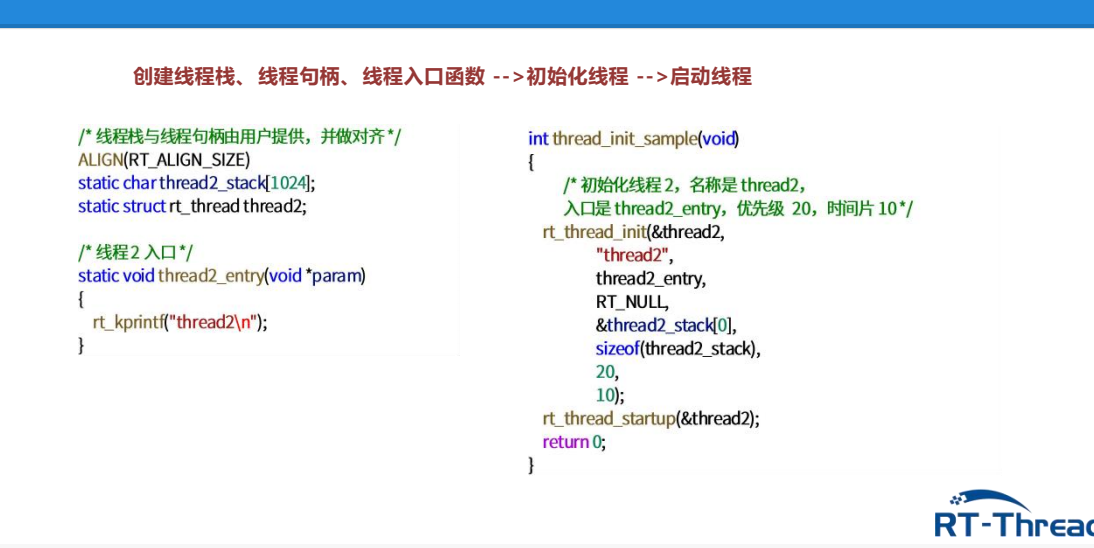 创建线程栈、线程句柄、线程入口函数 -->初始化线程 -->启动线程
/* 线程栈与线程句柄由用户提供，并做对齐 */
ALIGN(RT_ALIGN_SIZE)
static char thread2_stack[1024];
static struct rt_thread thread2;
/* 线程 2 入口 */
static void thread2_entry(void *param)
{
rt_kprintf("thread2\n");
}
int thread_init_sample(void)
{
/* 初始化线程 2，名称是 thread2，
入口是 thread2_entry，优先级 20，时间片 10 */
rt_thread_init(&thread2,
"thread2",
thread2_entry,
RT_NULL,
&thread2_stack[0],
sizeof(thread2_stack),
20,
10);
rt_thread_startup(&thread2);
return 0;
}
RT-Thread